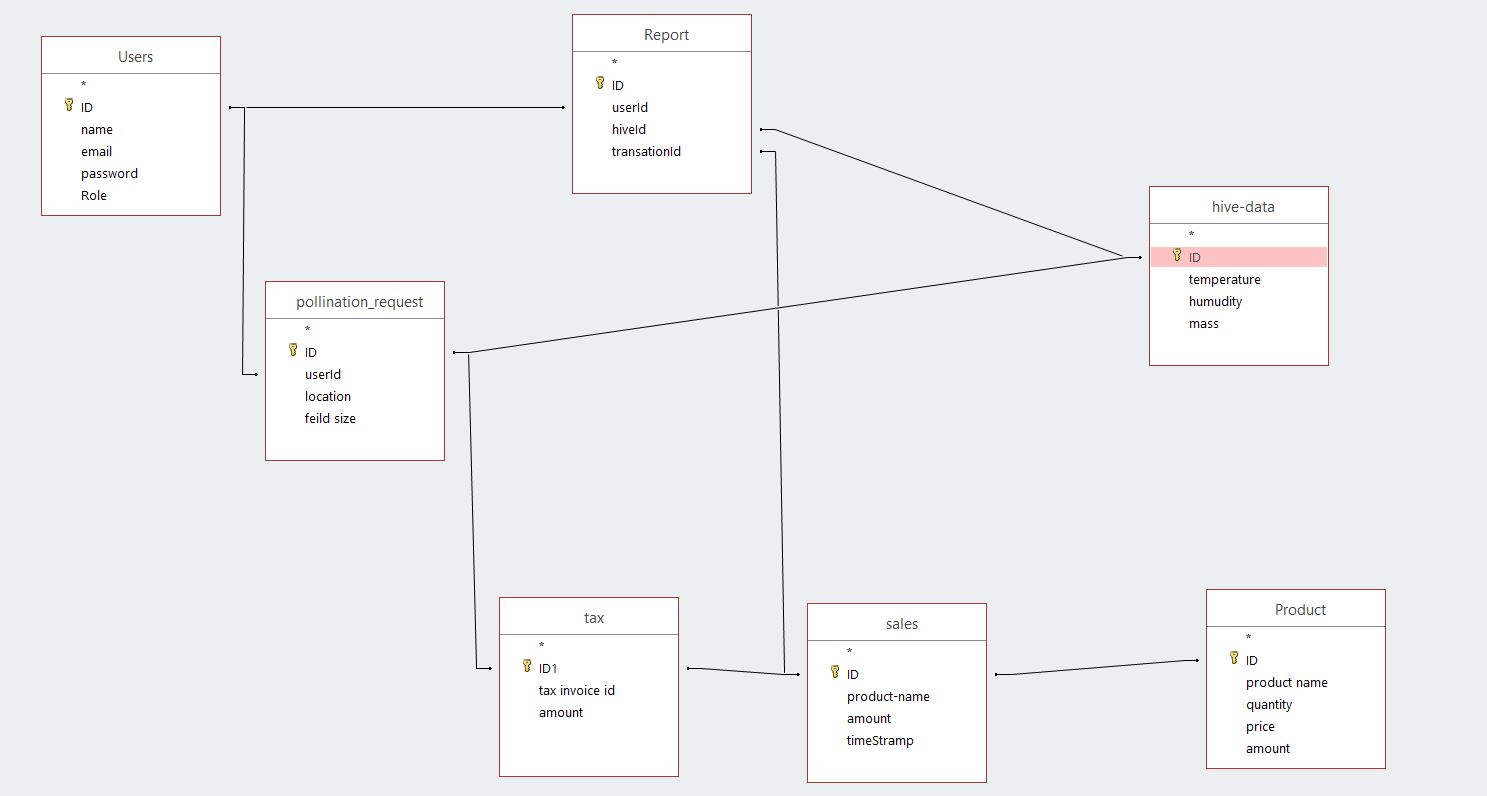 Users
*
ID
name
email
password
Role
Report
*
ID
userId
hiveId
transationId
hive-data
*
ID
temperature
humudity
mass
pollination_request
*
ID
userId
location
feild size
tax
*
ID1
tax invoice id
amount
sales
*
ID
product-name
amount
timeStramp
Product
*
ID
product name
quantity
price
amount